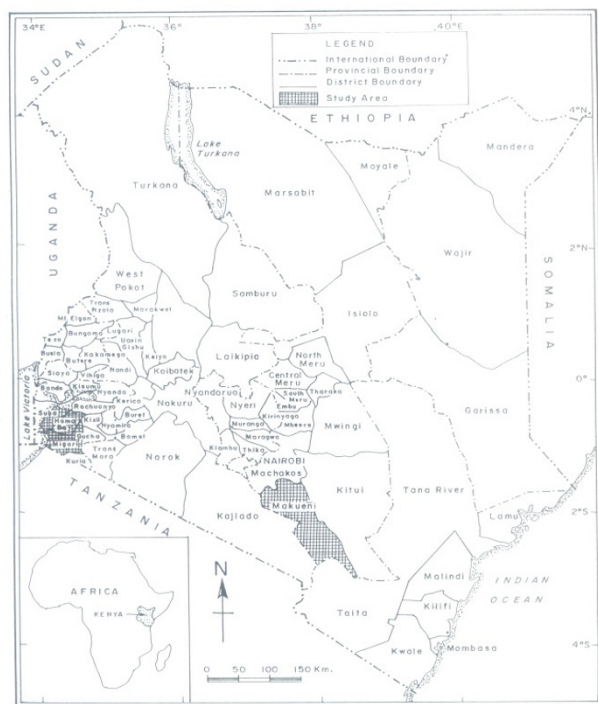 34°E
36°
38°
40°E
LEGEND
International Boundary
Provincial Boundary
District Boundary
Study Area
SUDAN
ETHIOPIA
4°N
Lake
Turkana
Moyale
Mandera
Turkana
Marsabit
UGANDA
SOMALIA
2°N
Wajir
West
Pokot
Samburu
Isiolo
Trans
Nzoia
Marakwet
Mt. Elgon
Bungoma
Lugari
Teso
Uasin
Gishu
Busia
Kakamega
Keiyo
Butere
Laikipia
North
Meru
Siaya
Vihiga
Nandi
Koibatek
Central
Meru
0°
Bondo
Kisumu
Nyando
Nyandarua
South
Meru
Tharaka
Lake Victoria
Kericho
Nakuru
Nyeri
Embu
Garissa
Rachuonyo
Suba
Homa
Bay
Kisii
Buret
Kirinyaga
Nyamira
Muranga
Mbeere
Mwingi
Migori
Gucha
Bomet
Maragwa
Kiambu
Thika
Kuria
Trans
Mara
Narok
NAIROBI
Machakos
Kitui
Tana River
TANZANIA
Kajiado
Makueni
Lamu
2°S
AFRICA
KENYA
N
Malindi
INDIAN
OCEAN
Kilifi
Taita
Kwale
Mombasa
4°S
0 50 75 100 150 Km.